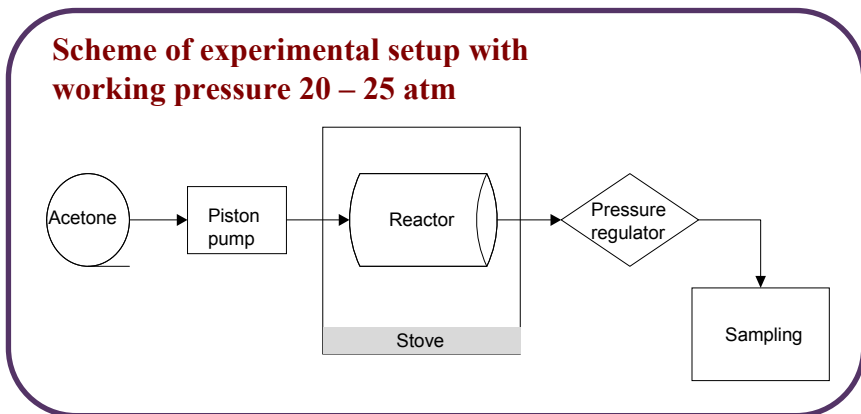 Scheme of experimental setup with
working pressure 20 – 25 atm
Acetone
Piston
pump
Reactor
Pressure
regulator
Stove
Sampling